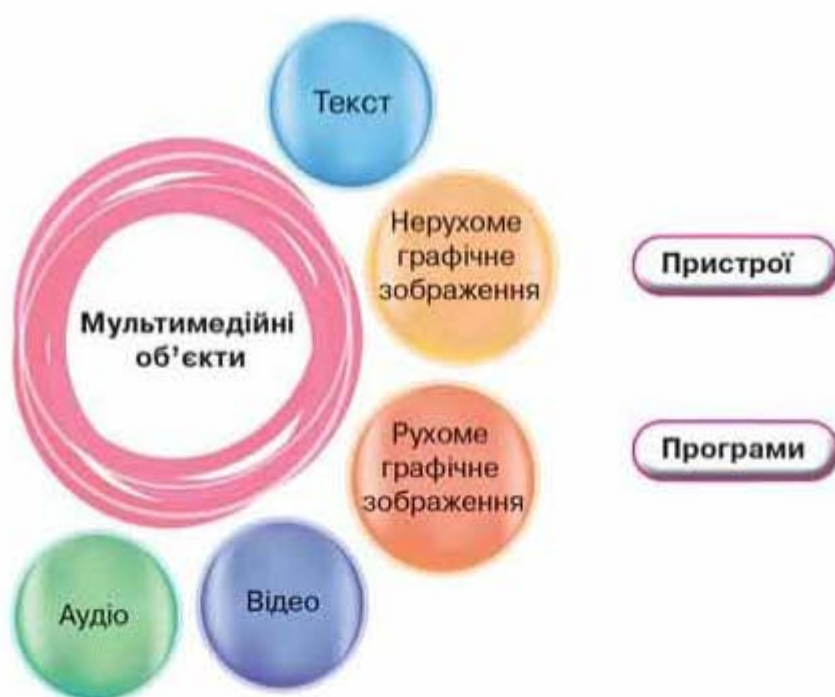 Текст
Нерухоме
графічне
зображення
Пристрої
Мультимедійні
об’єкти
Рухоме
графічне
зображення
Програми
Аудіо
Відео